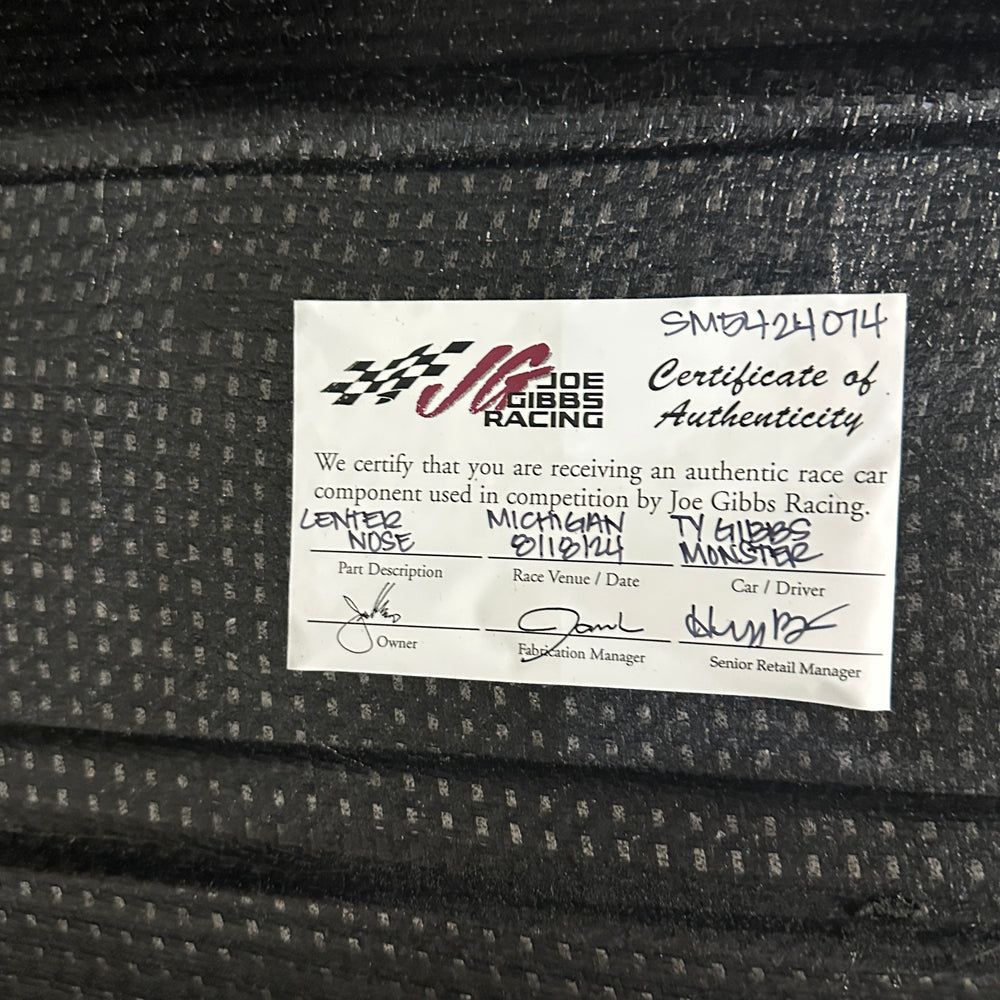 SM5424074
JG JOE
GIBBS
RACING
Certificate of
Authenticity
We certify that you are receiving an authentic race car
component used in competition by Joe Gibbs Racing.
CENTER
NOSE
MICHIGAN
8/18/24
TY GIBBS
MONSTER
Part Description
Race Venue / Date
Car / Driver
Owner
Fabrication Manager
Senior Retail Manager